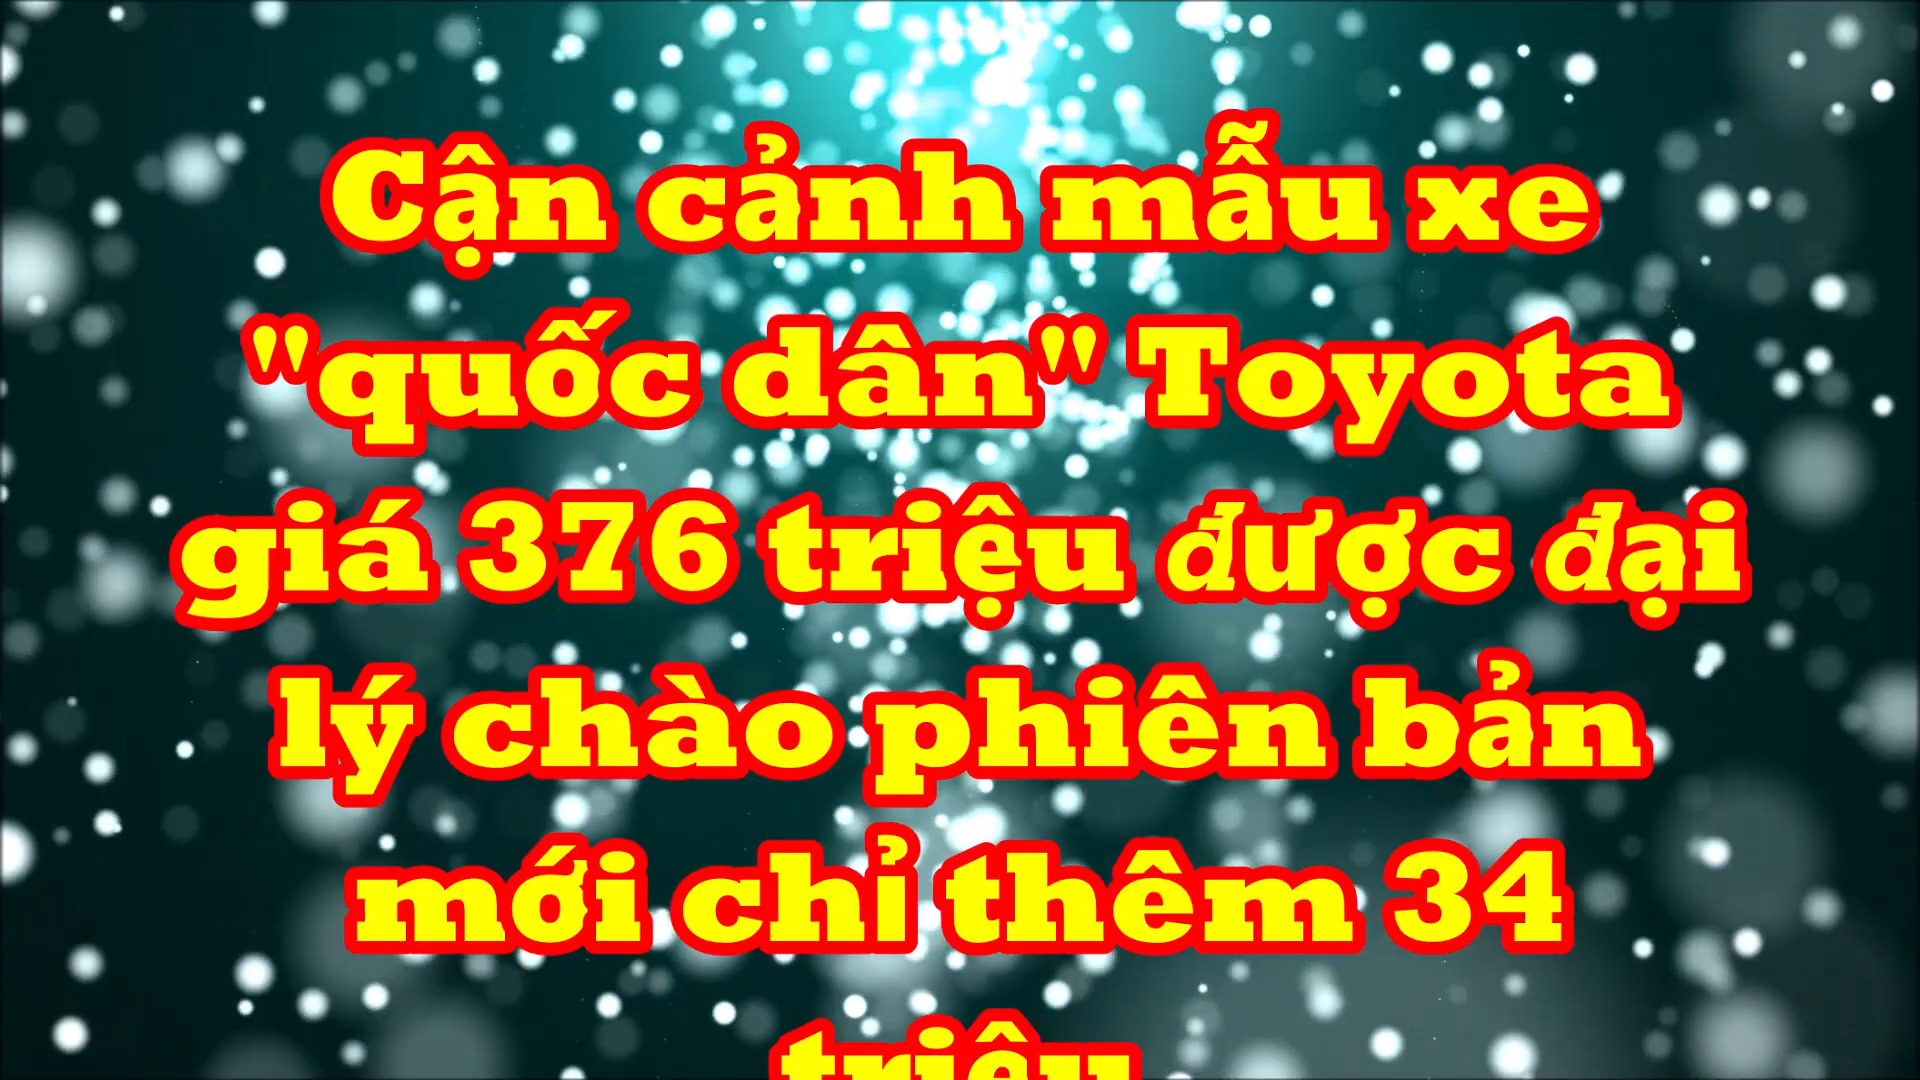 Cận cảnh mẫu xe
"quốc dân" Toyota
giá 376 triệu được đại
lý chào phiên bản
mới chỉ thêm 34
triệu